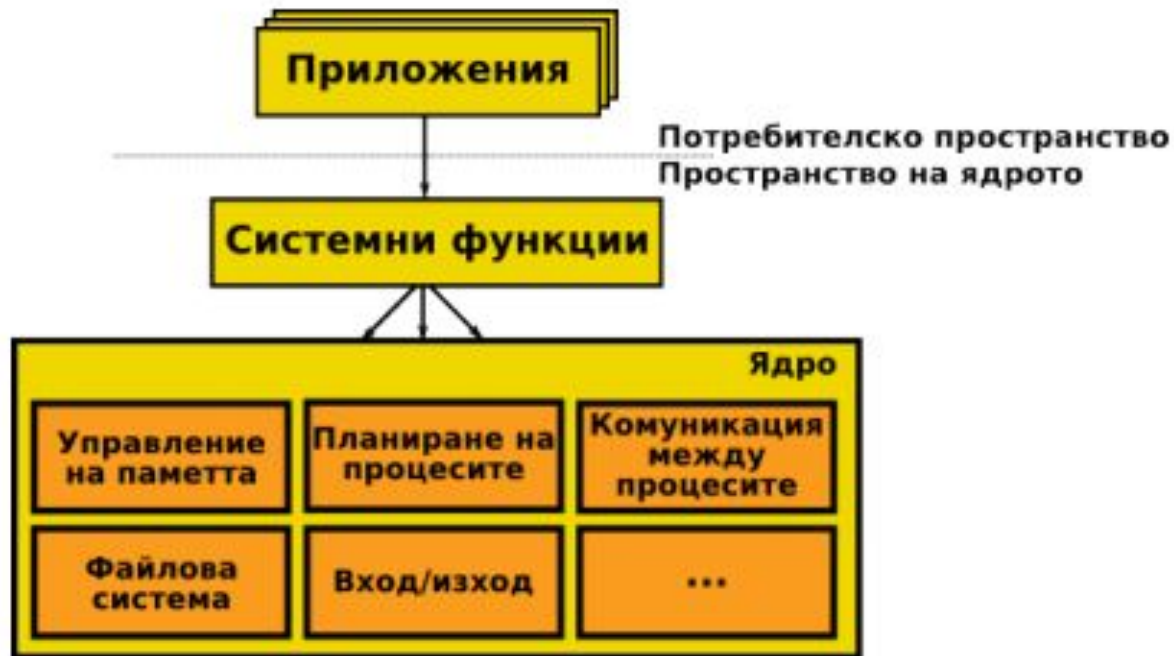 Приложения
Потребителско пространство
Пространство на ядрото
Системни функции
Ядро
Управление
на паметта
Планиране на
процесите
Комуникация
между
процесите
Файлова
система
Вход/изход
...